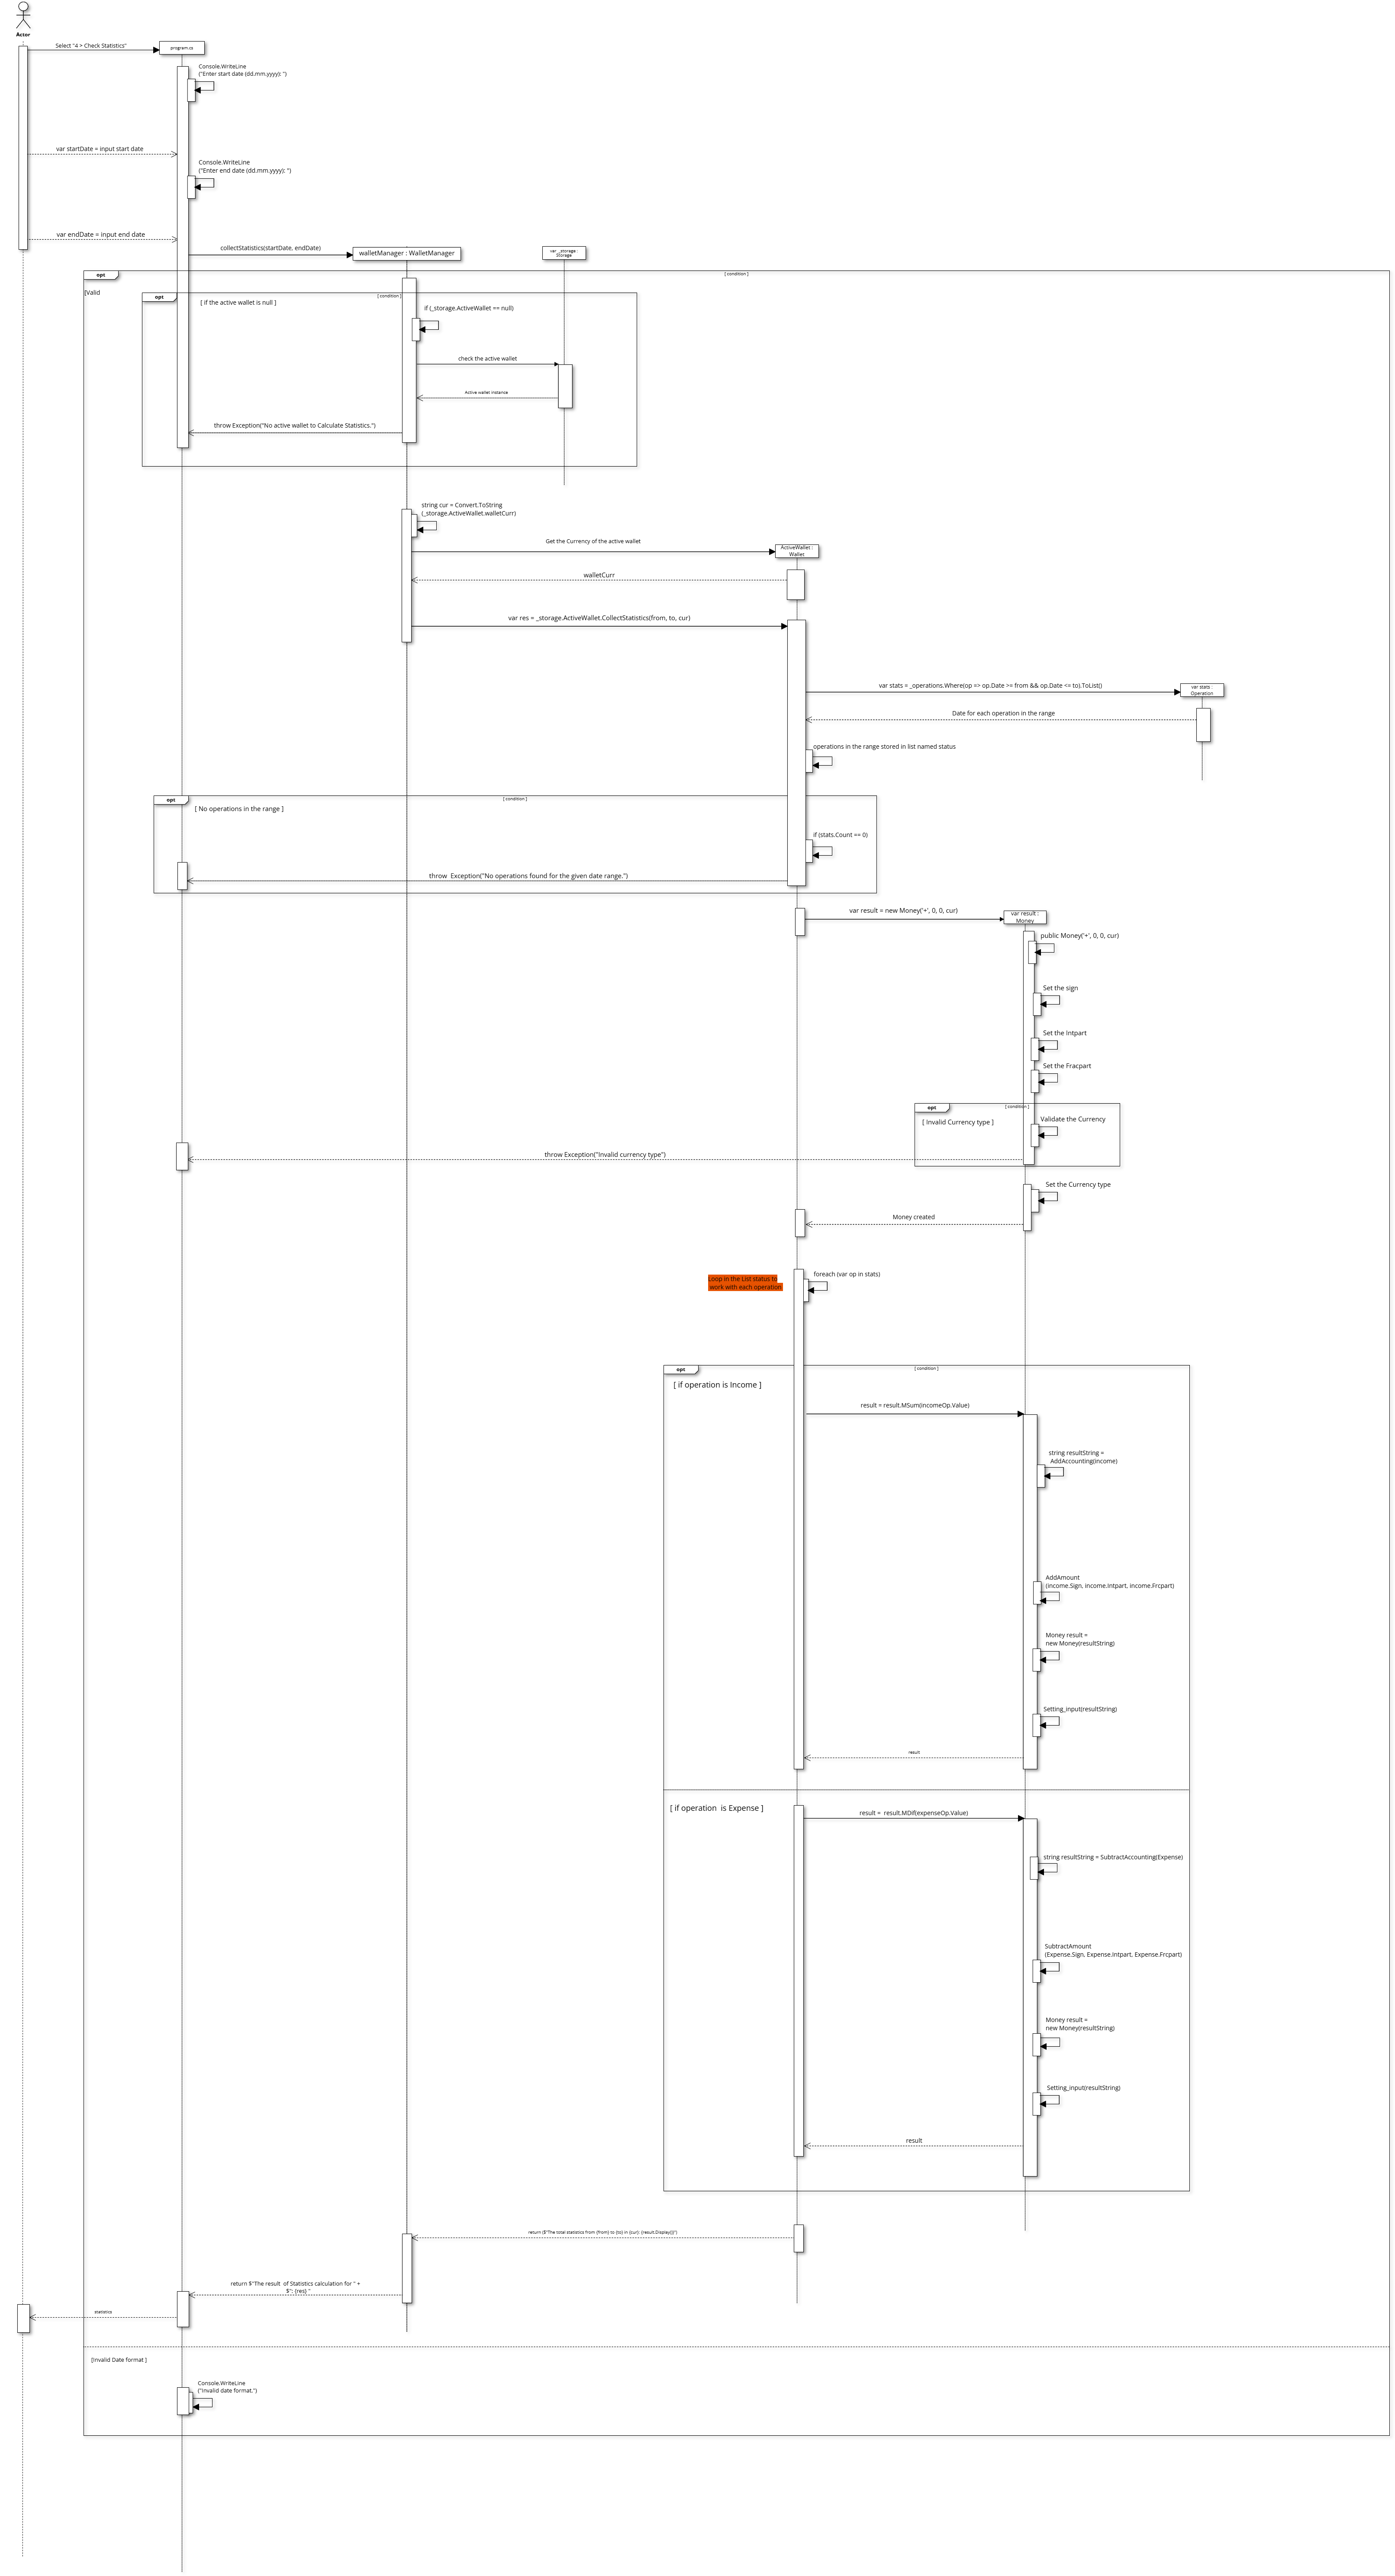 Actor
Select "4 > Check Statistics"
program.cs
Console.WriteLine
("Enter start date (dd.mm.yyyy): ")
var startDate = input start date
Console.WriteLine
("Enter end date (dd.mm.yyyy): ")
var endDate = input end date
collectStatistics(startDate, endDate)
walletManager : WalletManager
var _storage :
Storage
opt
[ condition ]
[Valid
opt
[ condition ]
[ if the active wallet is null ]
if (_storage.ActiveWallet == null)
check the active wallet
Active wallet instance
throw Exception("No active wallet to Calculate Statistics.")
string cur = Convert.ToString
(_storage.ActiveWallet.walletCurr)
Get the Currency of the active wallet
ActiveWallet :
Wallet
walletCurr
var res = _storage.ActiveWallet.CollectStatistics(from, to, cur)
var stats = _operations.Where(op => op.Date >= from && op.Date <= to).ToList()
var stats :
Operation
Date for each operation in the range
operations in the range stored in list named status
opt
[ condition ]
[ No operations in the range ]
if (stats.Count == 0)
throw  Exception("No operations found for the given date range.")
var result = new Money('+', 0, 0, cur)
var result :
Money
public Money('+', 0, 0, cur)
Set the sign
Set the Intpart
Set the Fracpart
opt
[ condition ]
[ Invalid Currency type ]
Validate the Currency
throw Exception("Invalid currency type")
Set the Currency type
Money created
Loop in the List status to
work with each operation
foreach (var op in stats)
opt
[ condition ]
[ if operation is Income ]
result = result.MSum(incomeOp.Value)
string resultString =
AddAccounting(income)
AddAmount
(income.Sign, income.Intpart, income.Frcpart)
Money result =
new Money(resultString)
Setting_input(resultString)
result
[ if operation  is Expense ]
result =  result.MDif(expenseOp.Value)
string resultString = SubtractAccounting(Expense)
SubtractAmount
(Expense.Sign, Expense.Intpart, Expense.Frcpart)
Money result =
new Money(resultString)
Setting_input(resultString)
result
return ($"The total statistics from {from} to {to} in {cur}: {result.Display()}")
return $"The result  of Statistics calculation for " +
$": {res} "
statistics
[Invalid Date format ]
Console.WriteLine
("Invalid date format.")